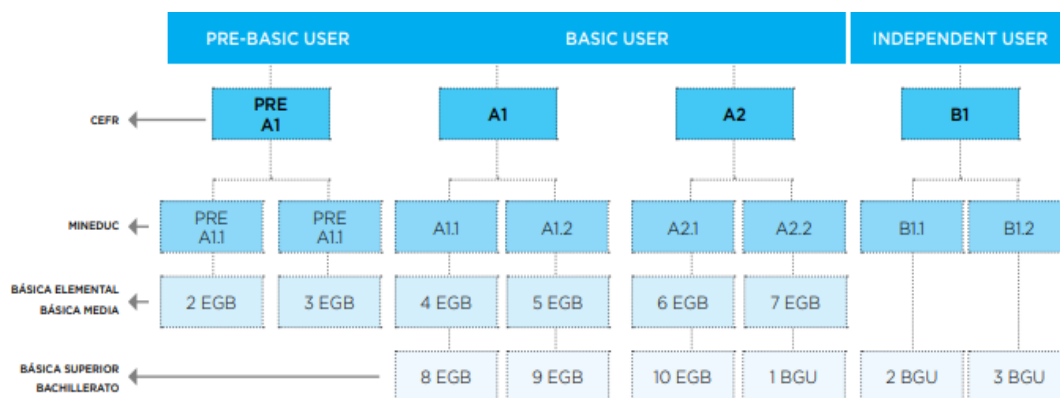 PRE-BASIC USER BASIC USER INDEPENDENT USER
CEFR
PRE
A1
A1
A2
B1
MINEDUC
PRE
A1.1
PRE
A1.1
A1.1
A1.2
A2.1
A2.2
B1.1
B1.2
BÁSICA ELEMENTAL
BÁSICA MEDIA
2 EGB
3 EGB
4 EGB
5 EGB
6 EGB
7 EGB
BÁSICA SUPERIOR
BACHILLERATO
8 EGB
9 EGB
10 EGB
1 BGU
2 BGU
3 BGU